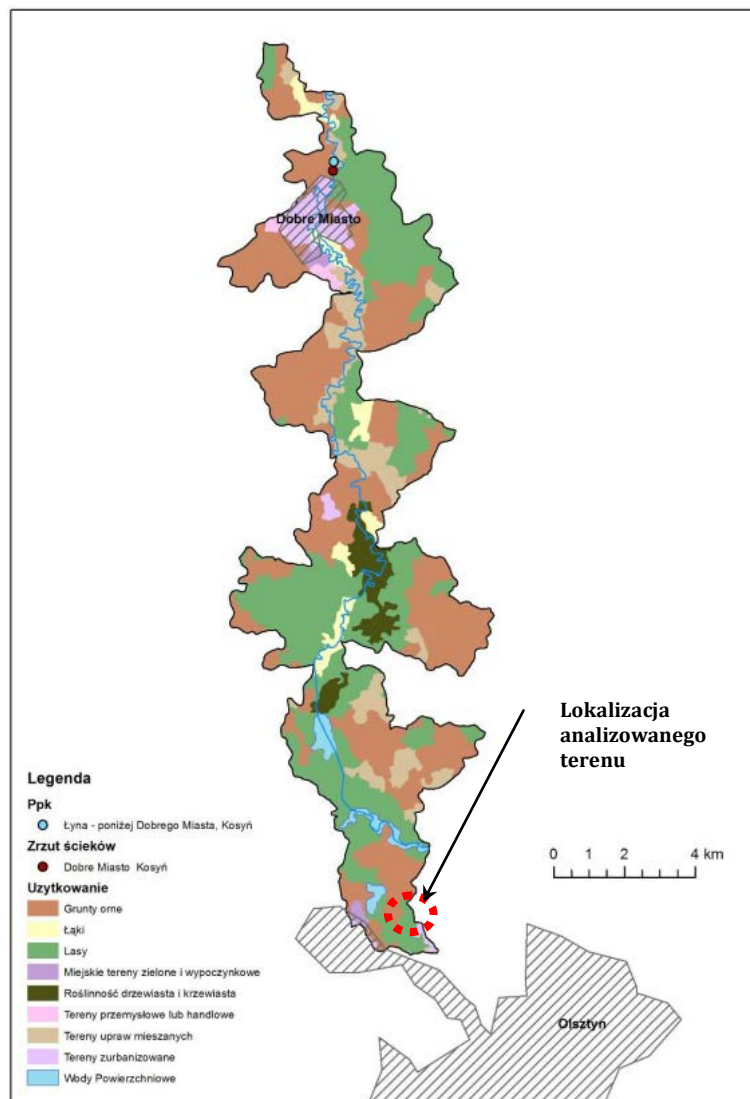 Dobre Miasto
Lokalizacja
analizowanego
terenu
Legenda
Ppk
Łyna - poniżej Dobrego Miasta, Kosyń
Zrzut ścieków
Dobre Miasto Kosyń
Uzytkowanie
Grunty orne
Łąki
Lasy
Miejskie tereny zielone i wypoczynkowe
Roślinność drzewiasta i krzewiasta
Tereny przemysłowe lub handlowe
Tereny upraw mieszanych
Tereny zurbanizowane
Wody Powierzchniowe
0 1 2 4 km
Olsztyn